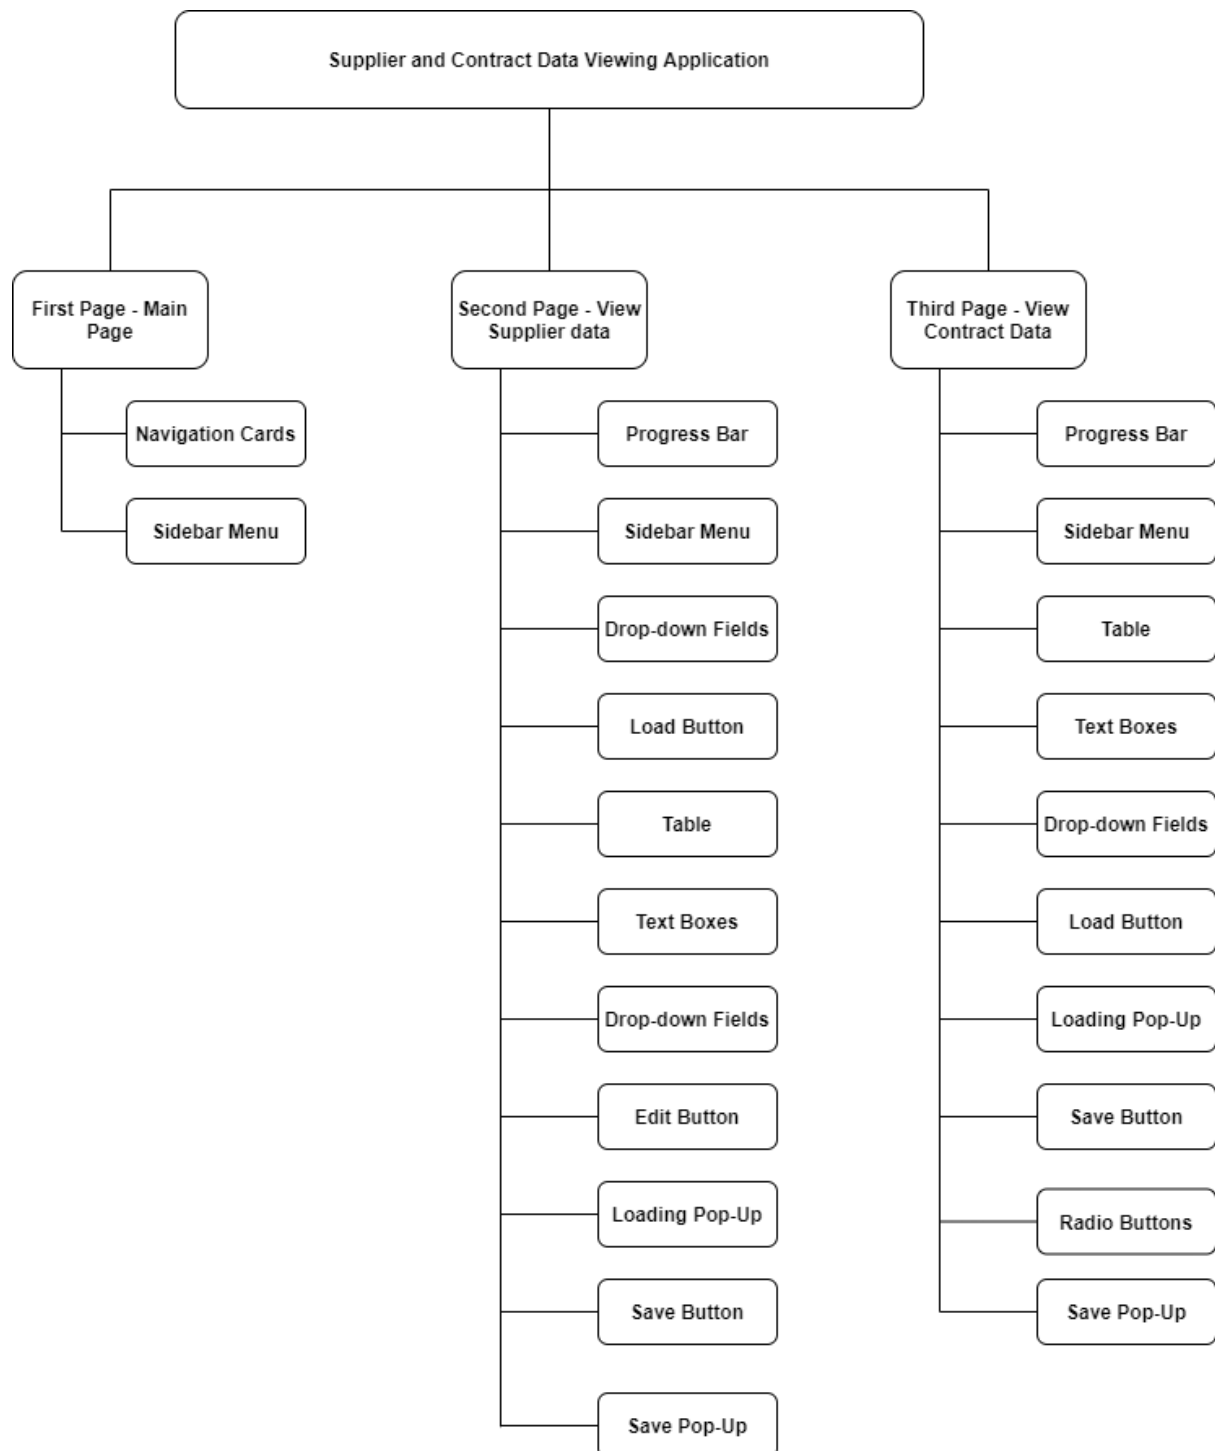 Supplier and Contract Data Viewing Application
First Page - Main
Page
Navigation Cards
Sidebar Menu
Second Page - View
Supplier data
Progress Bar
Sidebar Menu
Drop-down Fields
Load Button
Table
Text Boxes
Drop-down Fields
Edit Button
Loading Pop-Up
Save Button
Save Pop-Up
Third Page - View
Contract Data
Progress Bar
Sidebar Menu
Table
Text Boxes
Drop-down Fields
Load Button
Loading Pop-Up
Save Button
Radio Buttons
Save Pop-Up